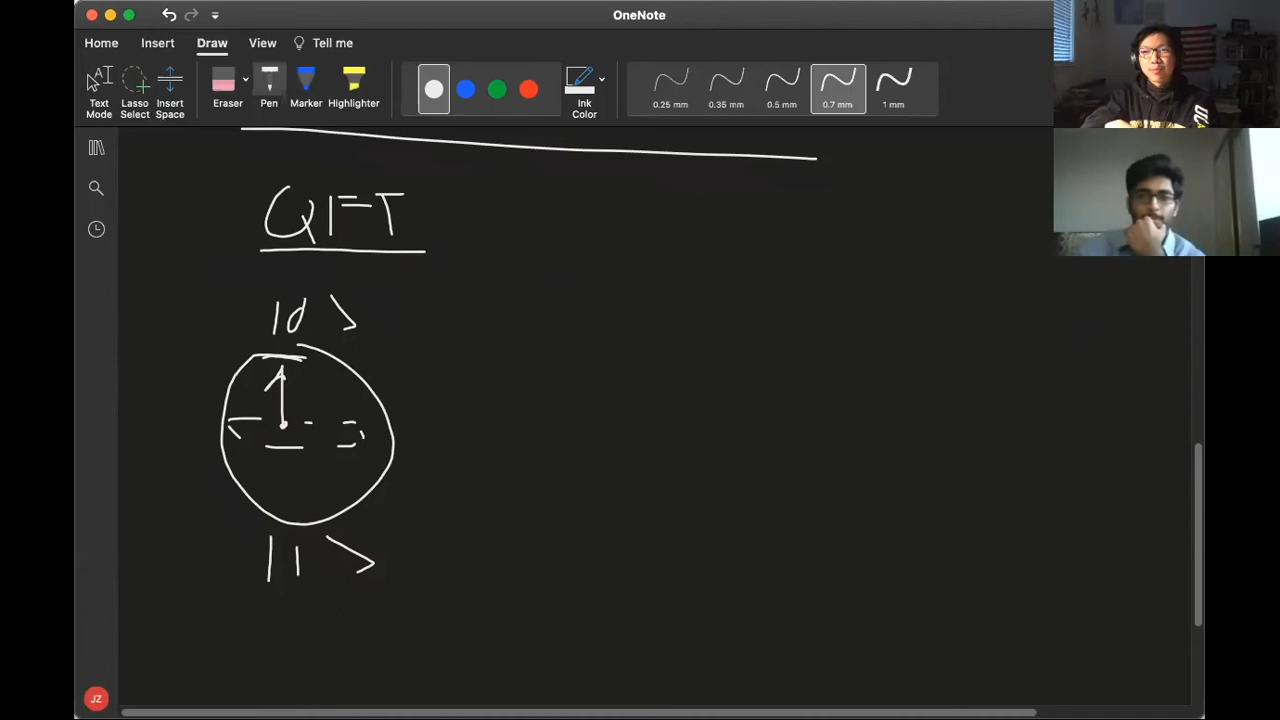 OneNote
Home Insert Draw View Tell me
Text Mode
Lasso Select
Insert Space
Eraser
Pen
Marker
Highlighter
Ink Color
0.25 mm
0.35 mm
0.5 mm
0.7 mm
1 mm
QFT
|0>
|1>
JZ